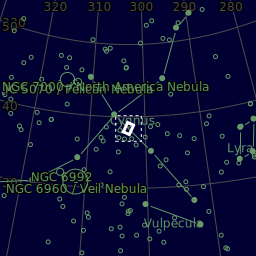 280
290
300
310
320
50
NGC 7000 / North America Nebula
IC 5070 / Pelican Nebula
40
Cygnus
Lyra
NGC 6992
NGC 6960 / Veil Nebula
Vulpecula